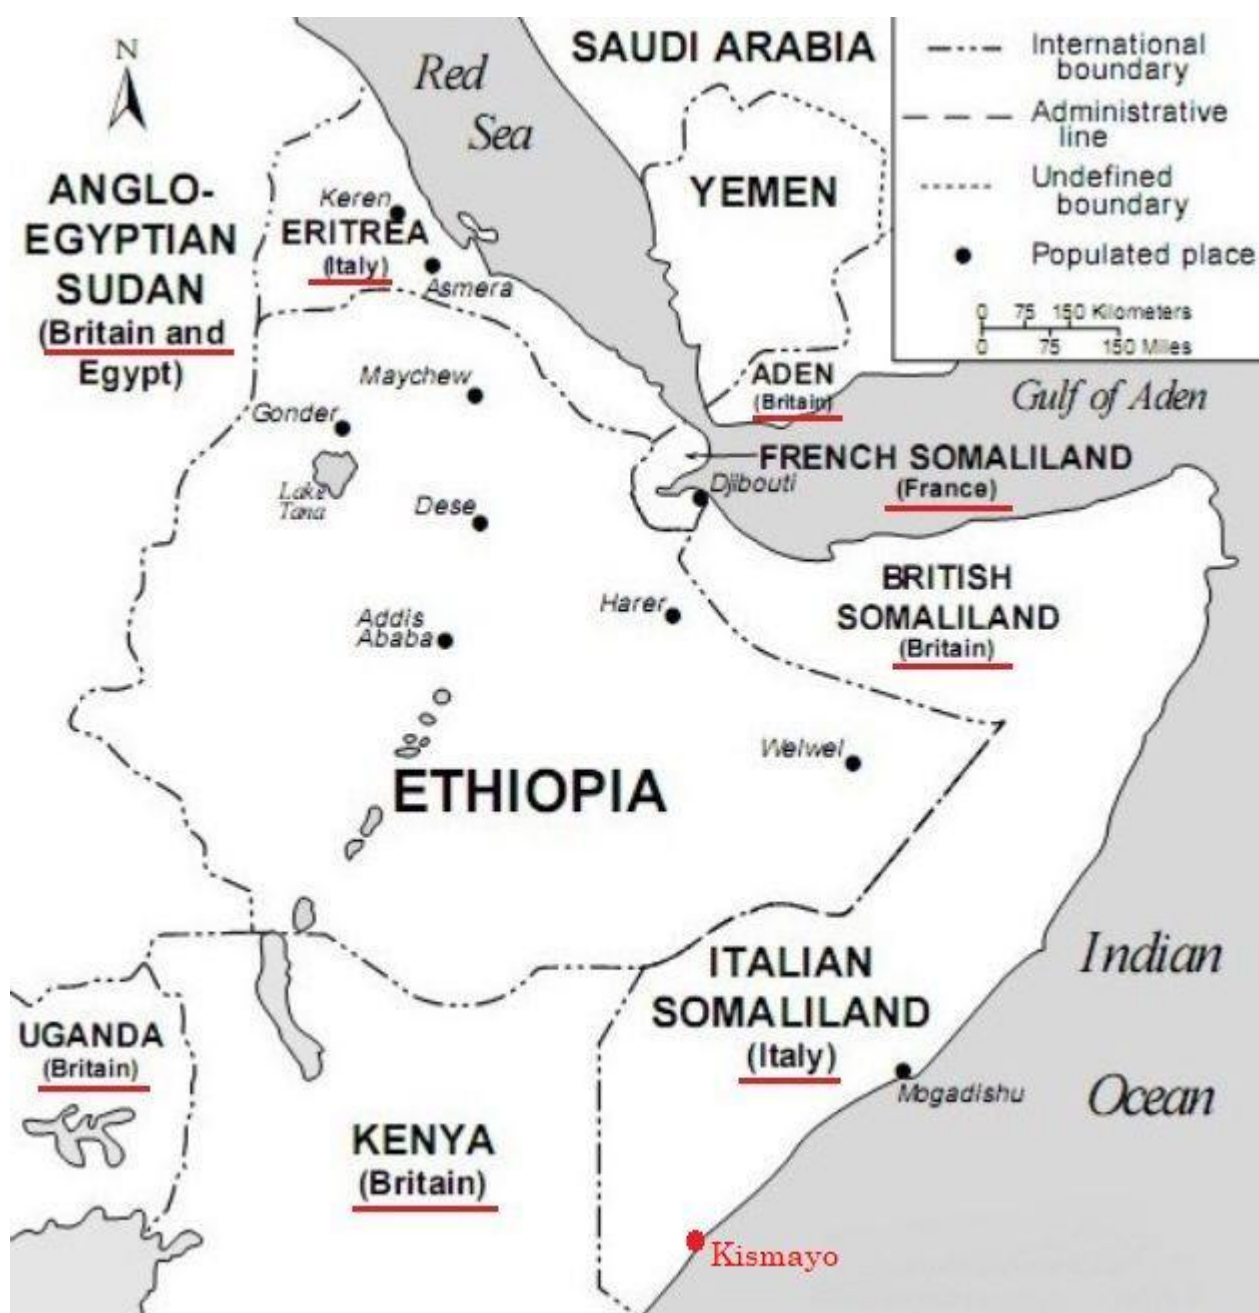 N
Red
Sea
SAUDI ARABIA
International
boundary
Administrative
line
Undefined
boundary
Populated place
0 75 150 Kilometers
0 75 150 Miles
ANGLO-
EGYPTIAN
SUDAN
(Britain and
Egypt)
Keren
ERITREA
(Italy)
Asmera
YEMEN
ADEN
(Britain)
Gulf of Aden
Maychew
Gonder
Lake
Tana
Dese
FRENCH SOMALILAND
(France)
Djibouti
BRITISH
SOMALILAND
(Britain)
Harer
Addis
Ababa
Welwel
ETHIOPIA
ITALIAN
SOMALILAND
(Italy)
Mogadishu
Indian
Ocean
UGANDA
(Britain)
KENYA
(Britain)
Kismayo